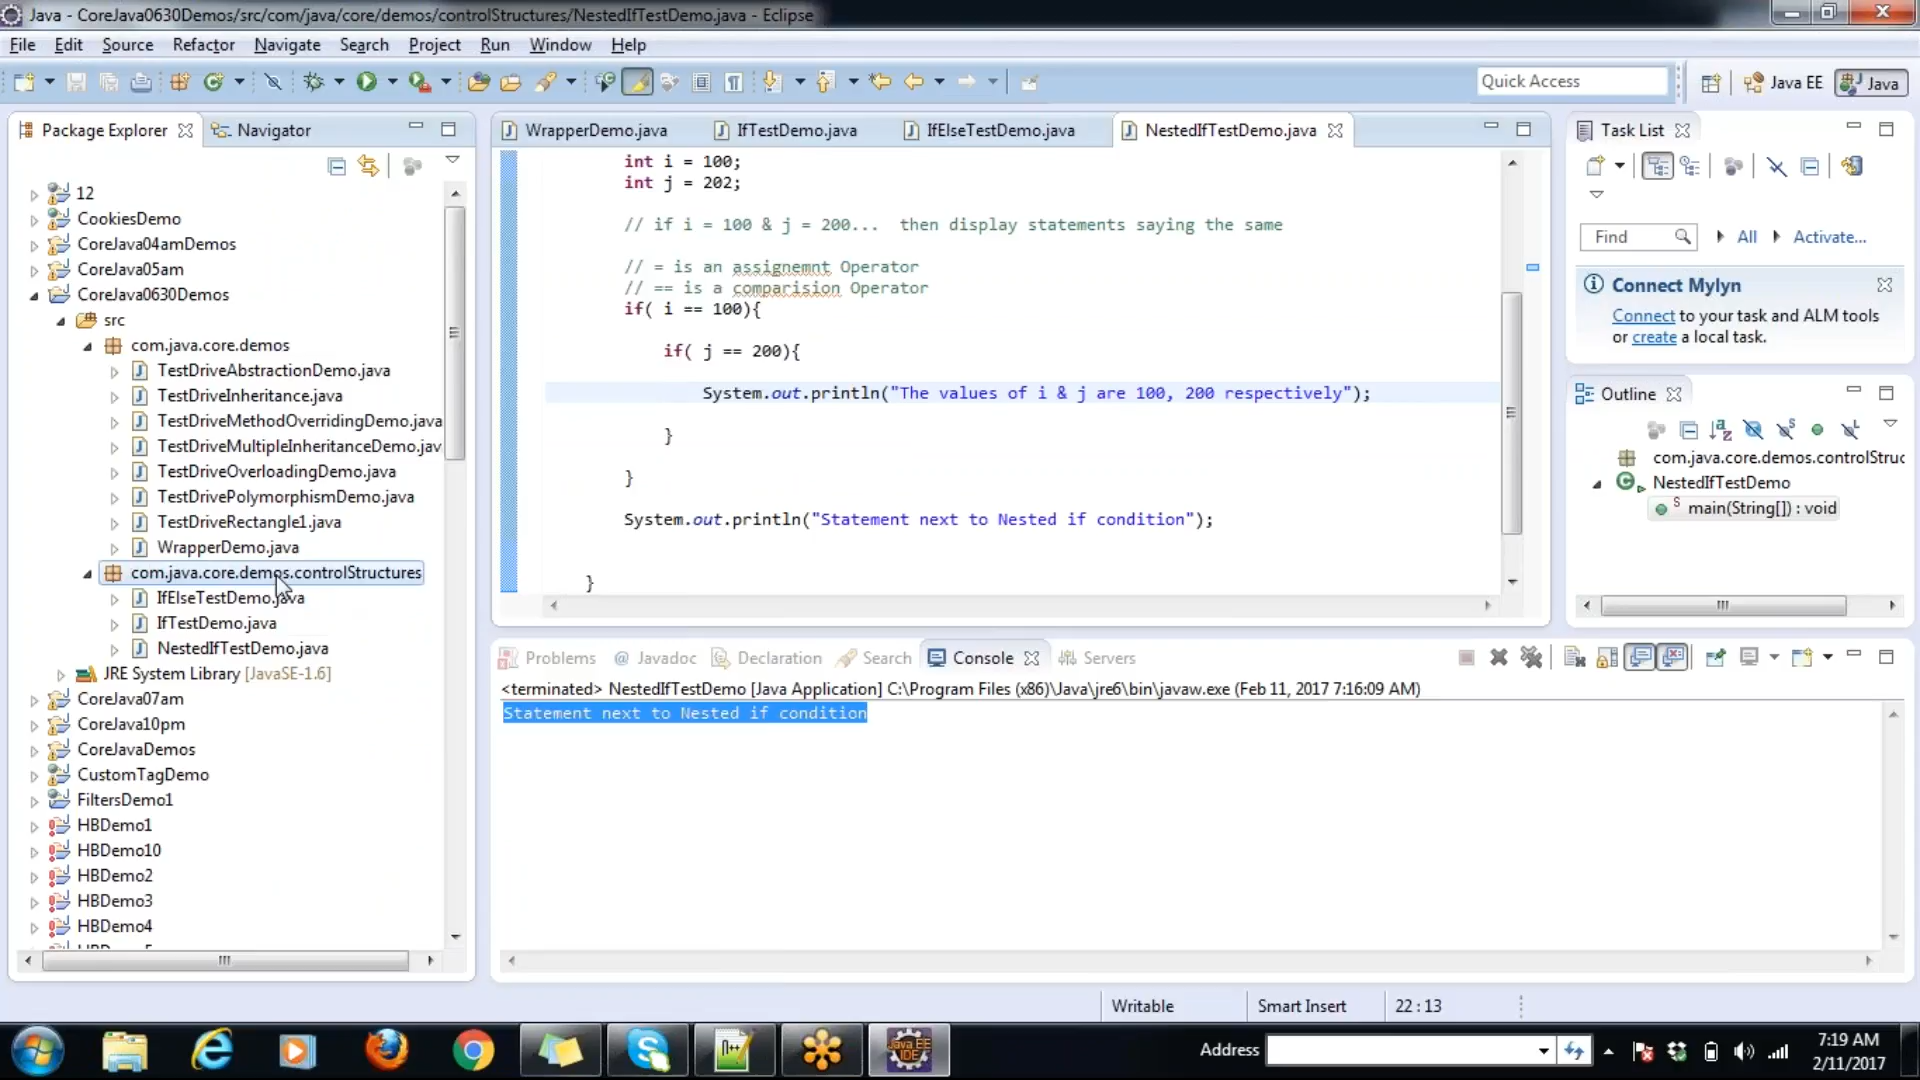 Java - CoreJava0630Demos/src/com/java/core/demos/controlStructures/NestedIfTestDemo.java - Eclipse
File Edit Source Refactor Navigate Search Project Run Window Help
Quick Access
Java EE
Java
Package Explorer
Navigator
12
CookiesDemo
CoreJava04amDemos
CoreJava05am
CoreJava0630Demos
src
com.java.core.demos
TestDriveAbstractionDemo.java
TestDriveInheritance.java
TestDriveMethodOverridingDemo.java
TestDriveMultipleInheritanceDemo.jav
TestDriveOverloadingDemo.java
TestDrivePolymorphismDemo.java
TestDriveRectangle1.java
WrapperDemo.java
com.java.core.demos.controlStructures
IfElseTestDemo.java
IfTestDemo.java
NestedIfTestDemo.java
JRE System Library [JavaSE-1.6]
CoreJava07am
CoreJava10pm
CoreJavaDemos
CustomTagDemo
FiltersDemo1
HBDemo1
HBDemo10
HBDemo2
HBDemo3
HBDemo4
WrapperDemo.java
IfTestDemo.java
IfElseTestDemo.java
NestedIfTestDemo.java
int i = 100;
int j = 202;
// if i = 100 & j = 200... then display statements saying the same
// = is an assignemnt Operator
// == is a comparision Operator
if( i == 100){
if( j == 200){
System.out.println("The values of i & j are 100, 200 respectively");
}
}
System.out.println("Statement next to Nested if condition");
}
Problems
@ Javadoc
Declaration
Search
Console
Servers
<terminated> NestedIfTestDemo [Java Application] C:\Program Files (x86)\Java\jre6\bin\javaw.exe (Feb 11, 2017 7:16:09 AM)
Statement next to Nested if condition
Task List
Find
All
Activate...
Connect Mylyn
Connect to your task and ALM tools
or create a local task.
Outline
com.java.core.demos.controlStruc
NestedIfTestDemo
main(String[]) : void
Writable
Smart Insert
22 : 13
Java EE
IDE
Address
7:19 AM
2/11/2017